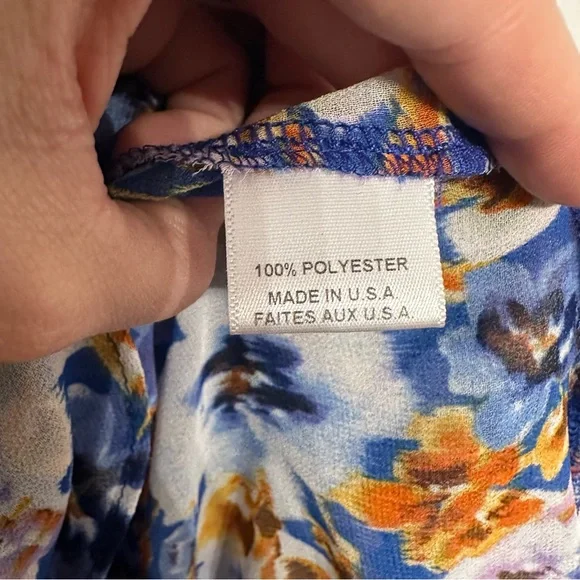 100% POLYESTER
MADE IN U.S.A
FAITES AUX U.S.A.